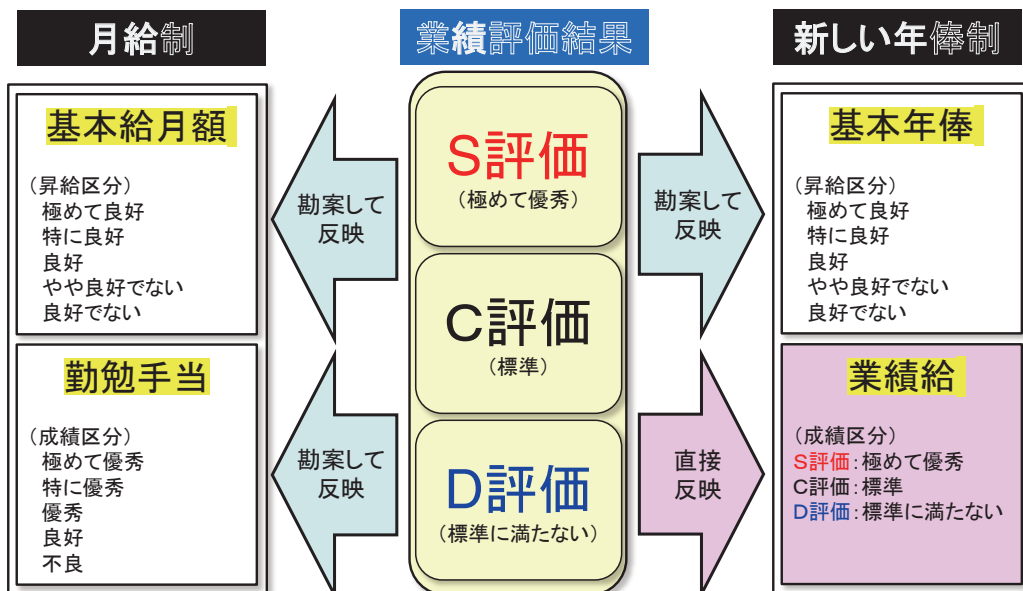 月給制
基本給月額
（昇給区分）
極めて良好
特に良好
良好
やや良好でない
良好でない
勤勉手当
（成績区分）
極めて優秀
特に優秀
優秀
良好
不良
勘案して
反映
勘案して
反映
業績評価結果
S評価
（極めて優秀）
C評価
（標準）
D評価
（標準に満たない）
勘案して
反映
直接
反映
新しい年俸制
基本年俸
（昇給区分）
極めて良好
特に良好
良好
やや良好でない
良好でない
業績給
（成績区分）
S評価：極めて優秀
C評価：標準
D評価：標準に満たない